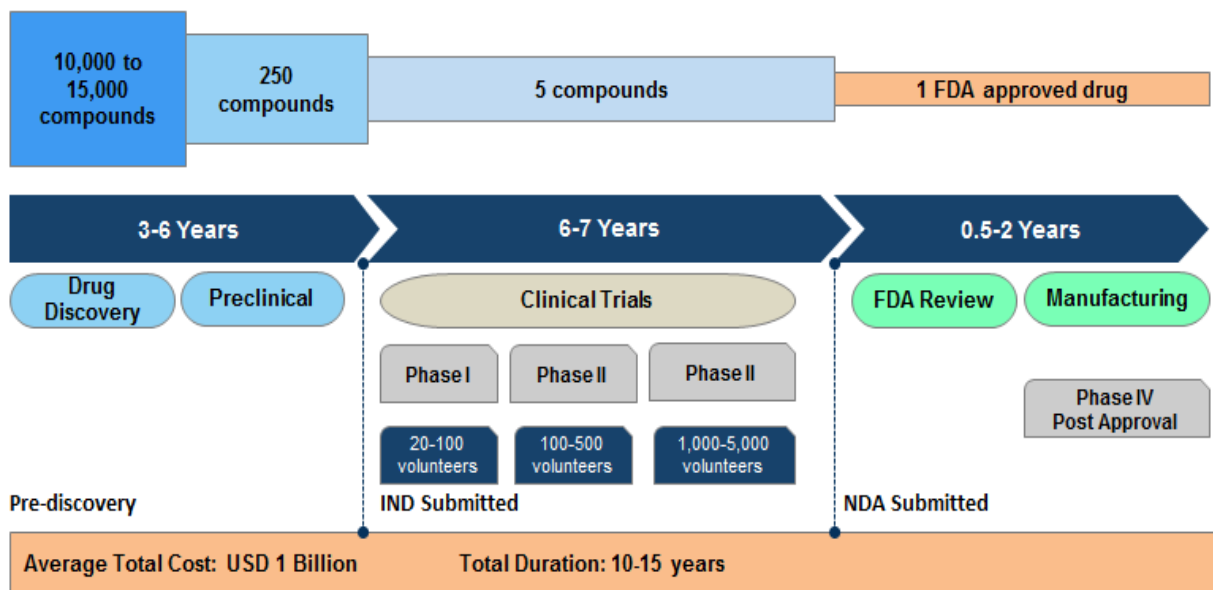 10,000 to
15,000
compounds
250
compounds
5 compounds
1 FDA approved drug
3-6 Years
6-7 Years
0.5-2 Years
Drug
Discovery
Preclinical
Clinical Trials
FDA Review
Manufacturing
Phase I
Phase II
Phase II
Phase IV
Post Approval
20-100
volunteers
100-500
volunteers
1,000-5,000
volunteers
Pre-discovery
IND Submitted
NDA Submitted
Average Total Cost: USD 1 Billion
Total Duration: 10-15 years